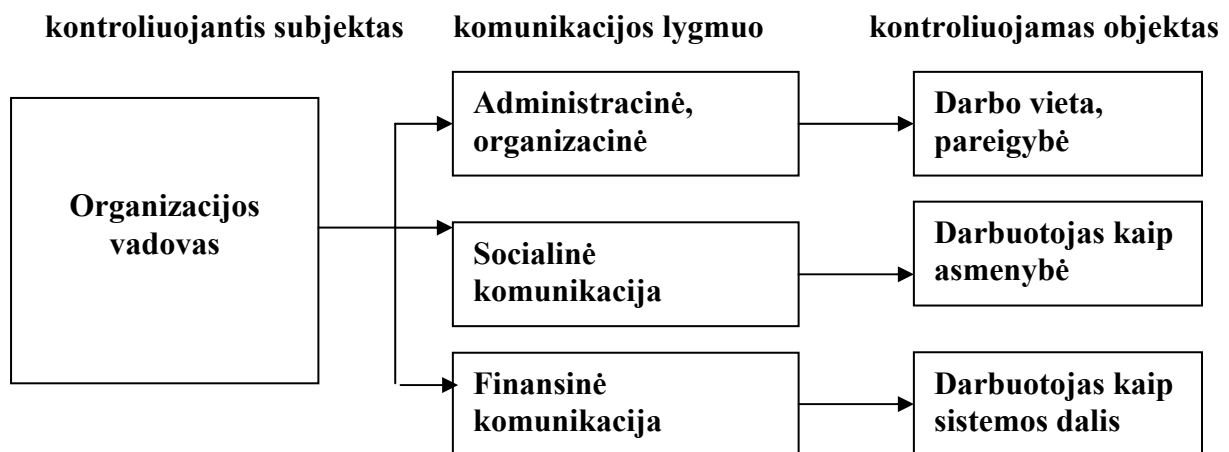 kontroliuojantis subjektas
komunikacijos lygmuo
kontroliuojamas objektas
Organizacijos
vadovas
Administracinė,
organizacinė
Darbo vieta,
pareigybė
Socialinė
komunikacija
Darbuotojas kaip
asmenybė
Finansinė
komunikacija
Darbuotojas kaip
sistemos dalis